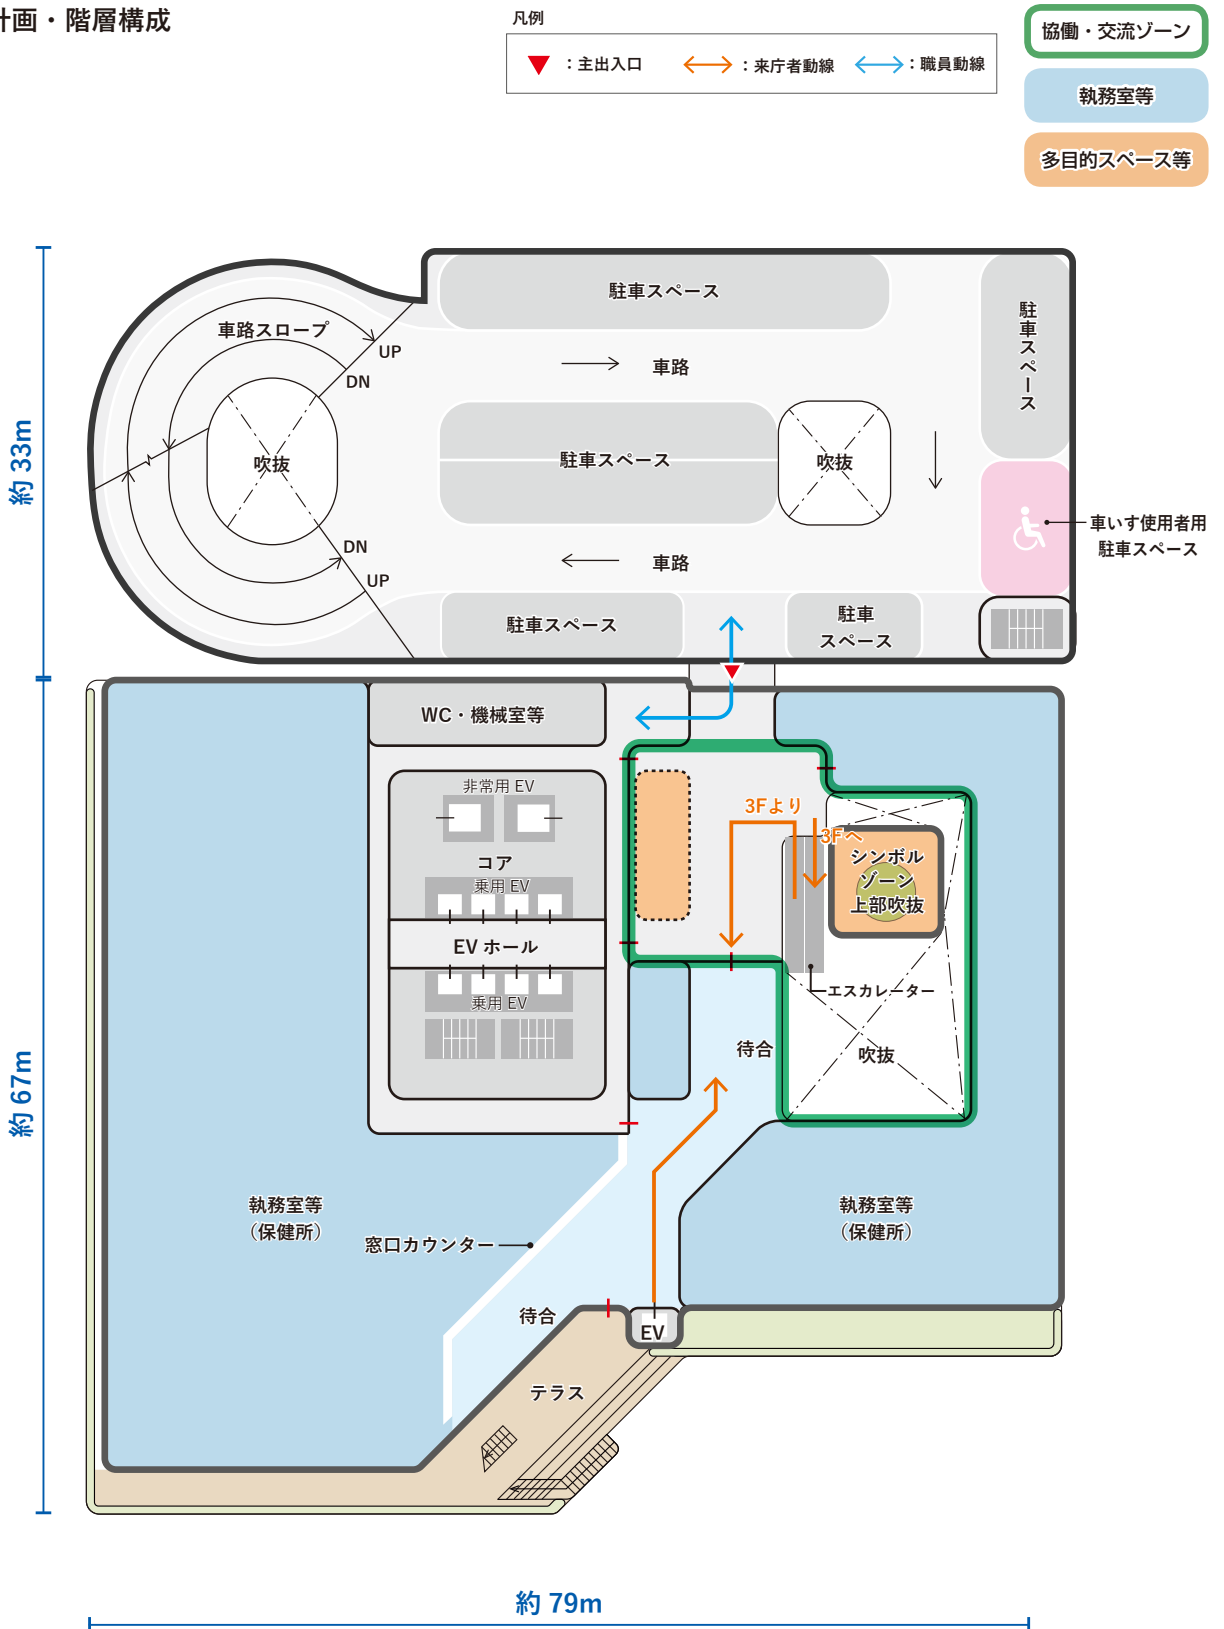 計画・階層構成
凡例
：主出入口
：来庁者動線
：職員動線
協働・交流ゾーン
執務室等
多目的スペース等
駐車スペース
駐車スペース
車路スロープ
UP
DN
車路
約 33m
吹抜
駐車スペース
吹抜
車いす使用者用
駐車スペース
DN
UP
車路
駐車スペース
駐車
スペース
WC・機械室等
非常用 EV
3Fより
3Fへ
コア
シンボル
ゾーン
上部吹抜
乗用 EV
EV ホール
エスカレーター
乗用 EV
待合
吹抜
約 67m
執務室等
（保健所）
執務室等
（保健所）
窓口カウンター
待合
EV
テラス
約 79m